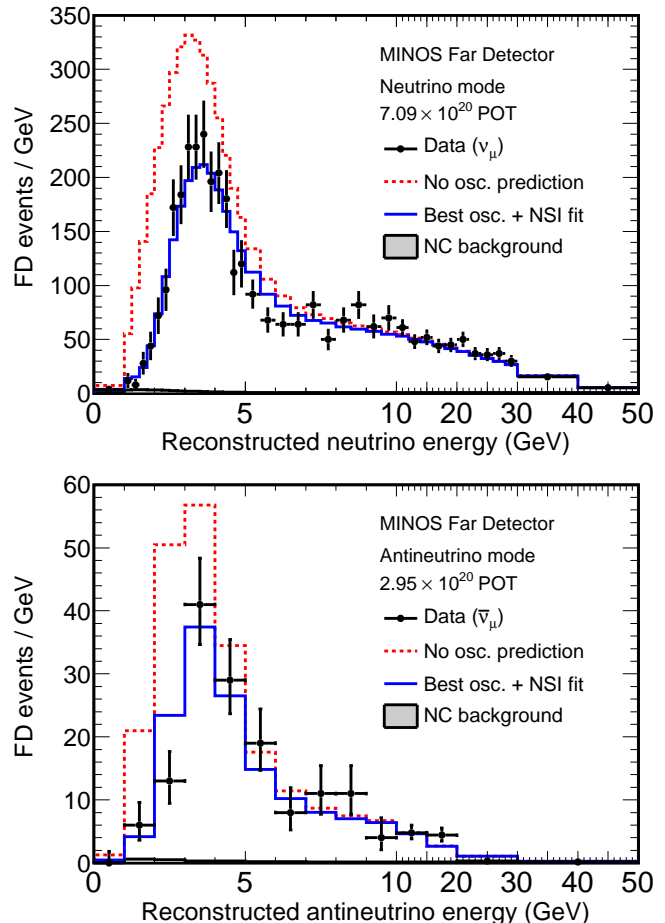 350
300
250
200
150
100
50
0
FD events / GeV
MINOS Far Detector
Neutrino mode
7.09 × 10²⁰ POT
Data (νμ)
No osc. prediction
Best osc. + NSI fit
NC background
0 5 10 20 30 40 50
Reconstructed neutrino energy (GeV)
60
50
40
30
20
10
0
FD events / GeV
MINOS Far Detector
Antineutrino mode
2.95 × 10²⁰ POT
Data (ν̅μ)
No osc. prediction
Best osc. + NSI fit
NC background
0 5 10 20 30 40 50
Reconstructed antineutrino energy (GeV)